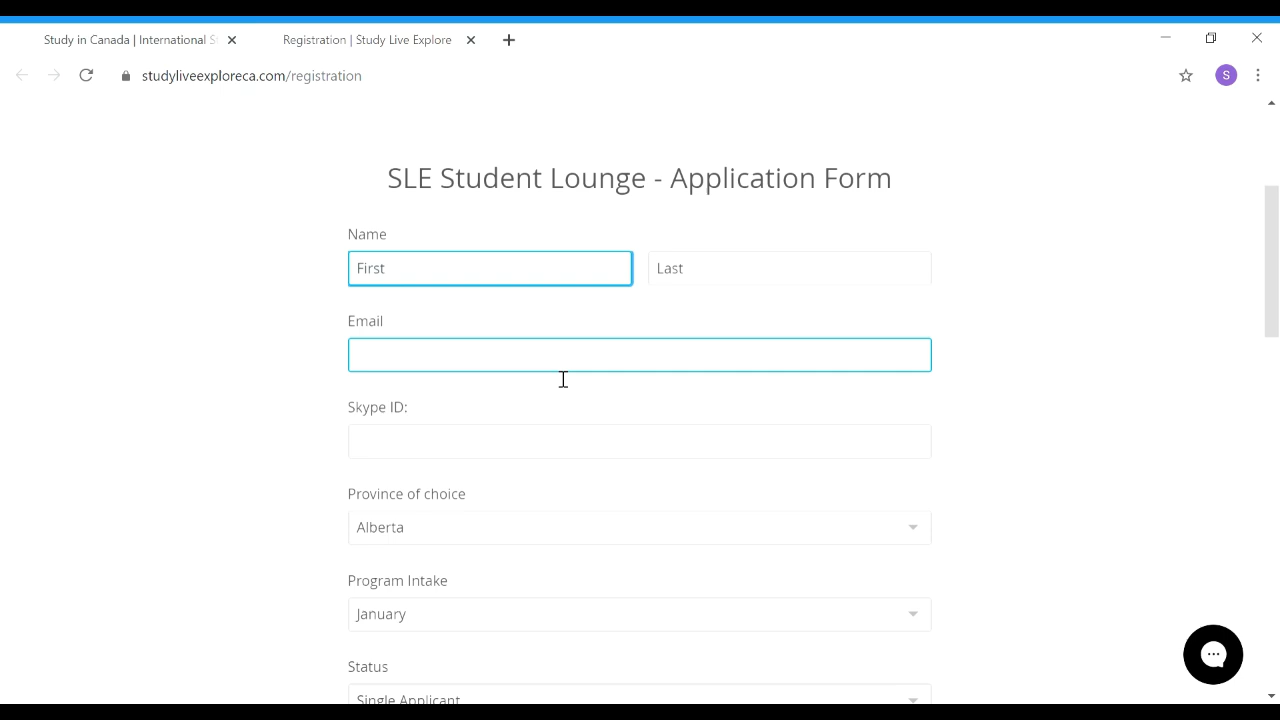 Study in Canada | International S
Registration | Study Live Explore
studyliveexploreca.com/registration
S
SLE Student Lounge - Application Form
Name
First
Last
Email
Skype ID:
Province of choice
Alberta
Program Intake
January
Status
Single Applicant